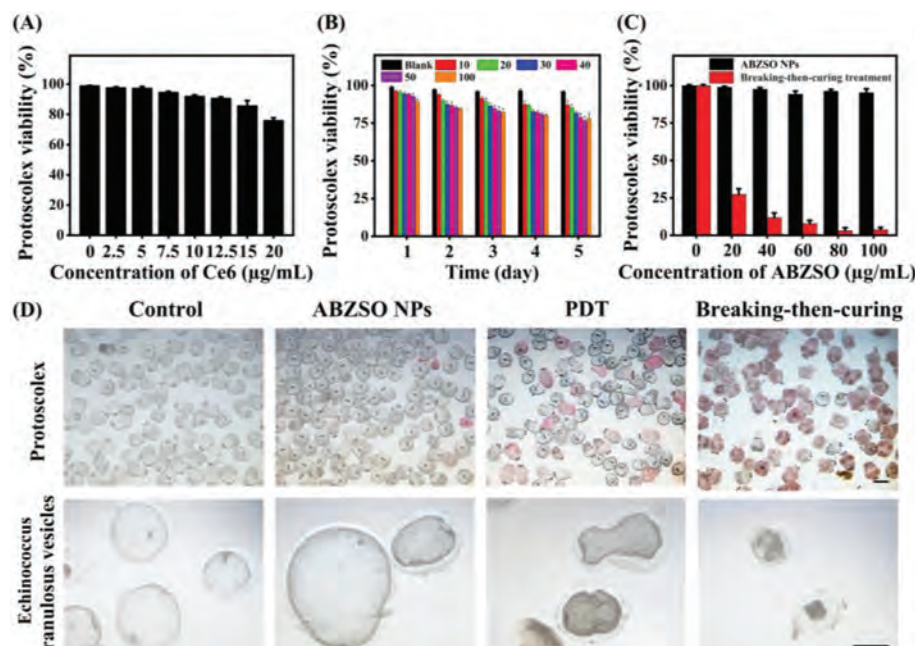 (A)
Protoscolex viability (%)
100
80
60
40
20
0
0 2.5 5 7.5 10 12.5 15 20
Concentration of Ce6 (μg/mL)
(B)
Protoscolex viability (%)
Blank 10 20 30 40
50 100
100
75
50
25
0
1 2 3 4 5
Time (day)
(C)
Protoscolex viability (%)
ABZSO NPs
Breaking-then-curing treatment
100
75
50
25
0
0 20 40 60 80 100
Concentration of ABZSO (μg/mL)
(D)
Control ABZSO NPs PDT Breaking-then-curing
Protoscolex
Echinococcus
ranulosus vesicles